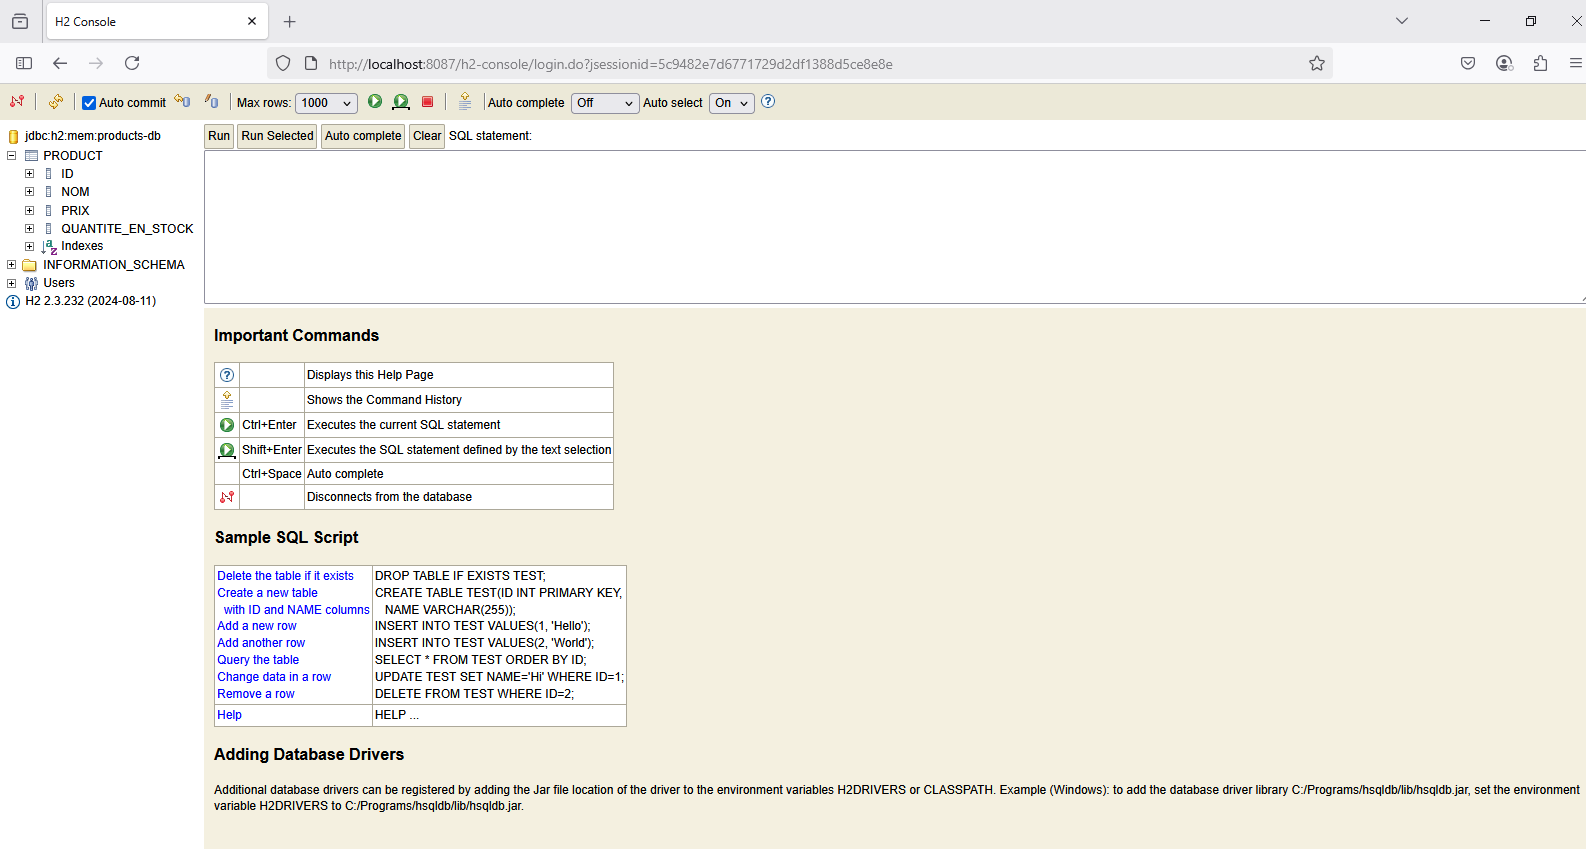 H2 Console
http://localhost:8087/h2-console/login.do?jsessionid=5c9482e7d6771729d2df1388d5ce8e8e
Auto commit Max rows: 1000 Auto complete Off Auto select On
jdbc:h2:mem:products-db
PRODUCT
ID
NOM
PRIX
QUANTITE_EN_STOCK
Indexes
INFORMATION_SCHEMA
Users
H2 2.3.232 (2024-08-11)
Run Run Selected Auto complete Clear SQL statement:
Important Commands
Displays this Help Page
Shows the Command History
Ctrl+Enter Executes the current SQL statement
Shift+Enter Executes the SQL statement defined by the text selection
Ctrl+Space Auto complete
Disconnects from the database
Sample SQL Script
Delete the table if it exists DROP TABLE IF EXISTS TEST;
Create a new table CREATE TABLE TEST(ID INT PRIMARY KEY,
with ID and NAME columns NAME VARCHAR(255));
Add a new row INSERT INTO TEST VALUES(1, 'Hello');
Add another row INSERT INTO TEST VALUES(2, 'World');
Query the table SELECT * FROM TEST ORDER BY ID;
Change data in a row UPDATE TEST SET NAME='Hi' WHERE ID=1;
Remove a row DELETE FROM TEST WHERE ID=2;
Help HELP ...
Adding Database Drivers
Additional database drivers can be registered by adding the Jar file location of the driver to the environment variables H2DRIVERS or CLASSPATH. Example (Windows): to add the database driver library C:/Programs/hsqldb/lib/hsqldb.jar, set the environment
variable H2DRIVERS to C:/Programs/hsqldb/lib/hsqldb.jar.